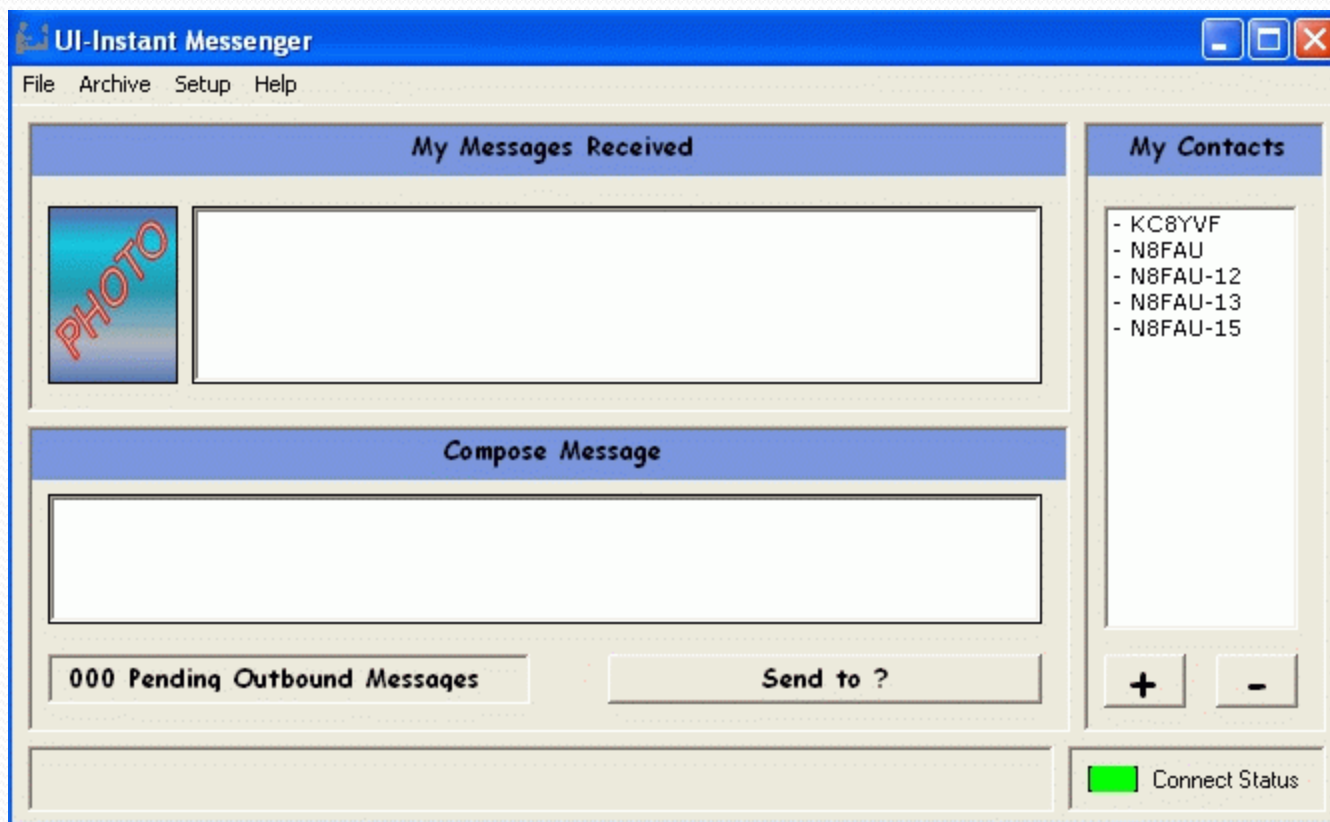 UI-Instant Messenger
File Archive Setup Help
My Messages Received
PHOTO
Compose Message
000 Pending Outbound Messages
Send to ?
My Contacts
- KC8YVF
- N8FAU
- N8FAU-12
- N8FAU-13
- N8FAU-15
+ -
Connect Status